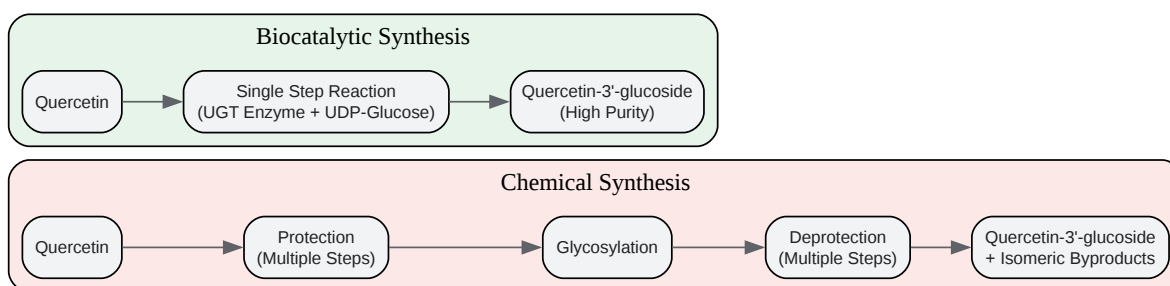 Biocatalytic Synthesis
Quercetin
Single Step Reaction
(UGT Enzyme + UDP-Glucose)
Quercetin-3'-glucoside
(High Purity)
Chemical Synthesis
Quercetin
Protection
(Multiple Steps)
Glycosylation
Deprotection
(Multiple Steps)
Quercetin-3'-glucoside
+ Isomeric Byproducts